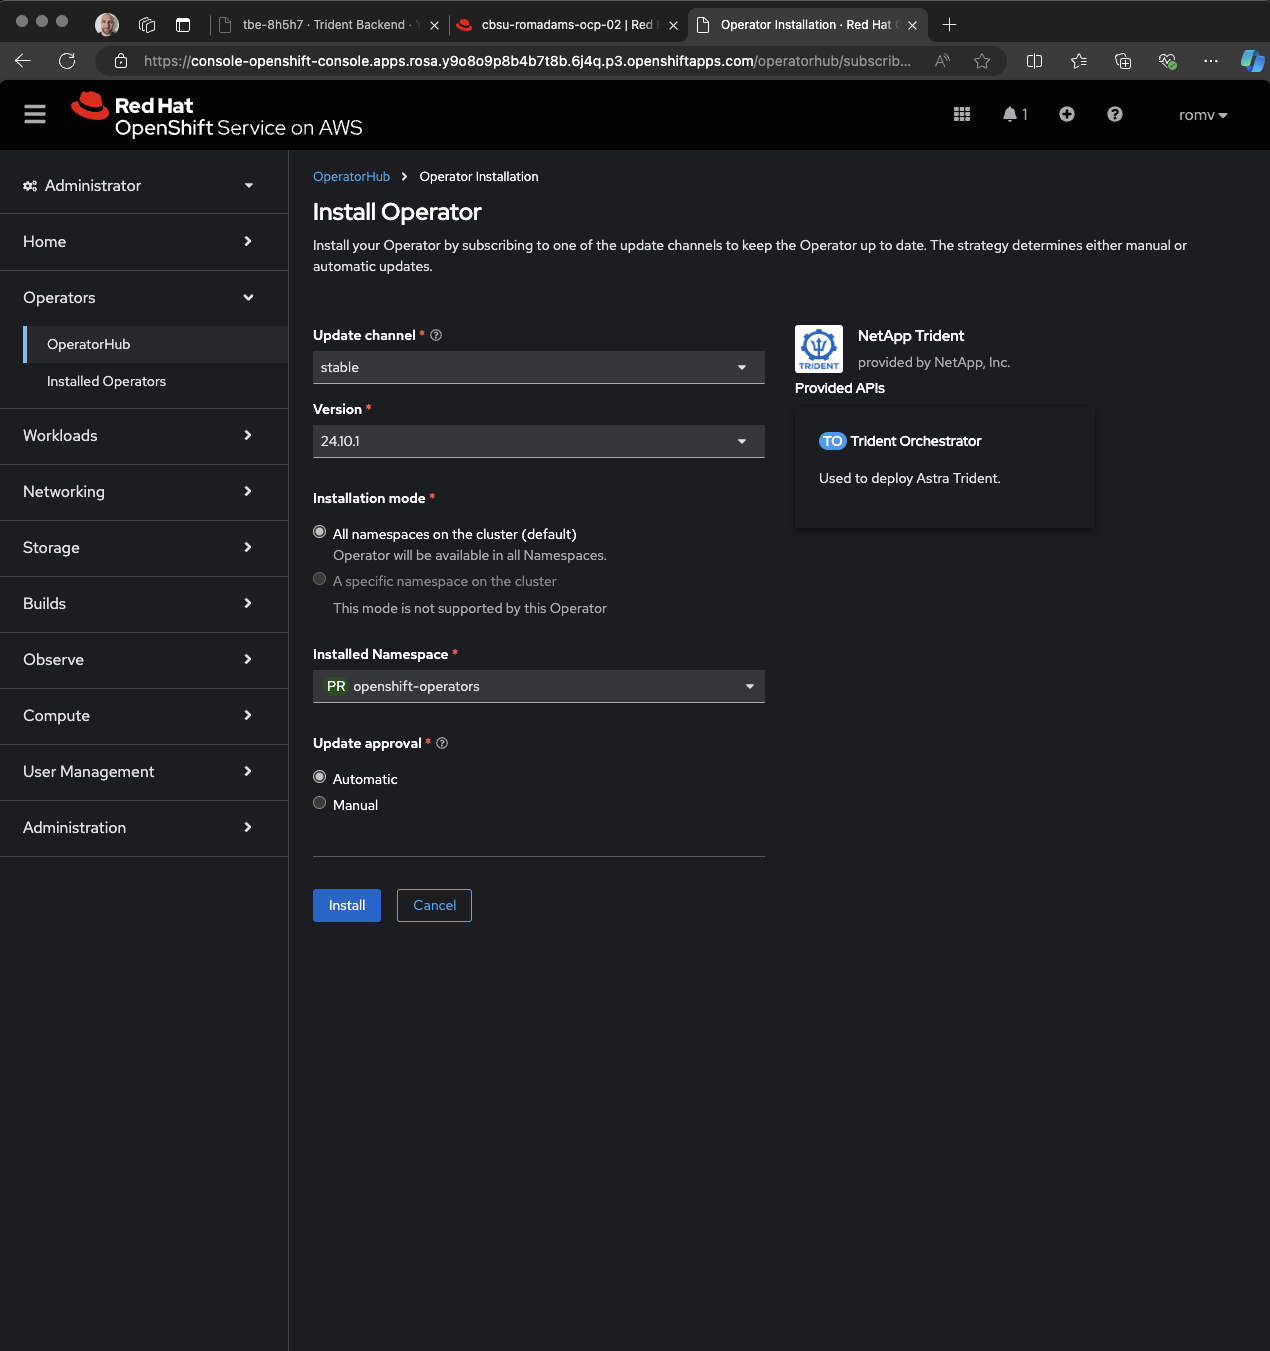 tbe-8h5h7 · Trident Backend ·
cbsu-romadams-ocp-02 | Red
Operator Installation · Red Hat
https://console-openshift-console.apps.rosa.y9o8o9p8b4b7t8b.6j4q.p3.openshiftapps.com/operatorhub/subscrib...
Red Hat
OpenShift Service on AWS
1
romv
Administrator
Home
Operators
OperatorHub
Installed Operators
Workloads
Networking
Storage
Builds
Observe
Compute
User Management
Administration
OperatorHub > Operator Installation
Install Operator
Install your Operator by subscribing to one of the update channels to keep the Operator up to date. The strategy determines either manual or
automatic updates.
Update channel *
stable
Version *
24.10.1
Installation mode *
All namespaces on the cluster (default)
Operator will be available in all Namespaces.
A specific namespace on the cluster
This mode is not supported by this Operator
Installed Namespace *
PR openshift-operators
Update approval *
Automatic
Manual
Install Cancel
TRIDENT
NetApp Trident
provided by NetApp, Inc.
Provided APIs
TO Trident Orchestrator
Used to deploy Astra Trident.